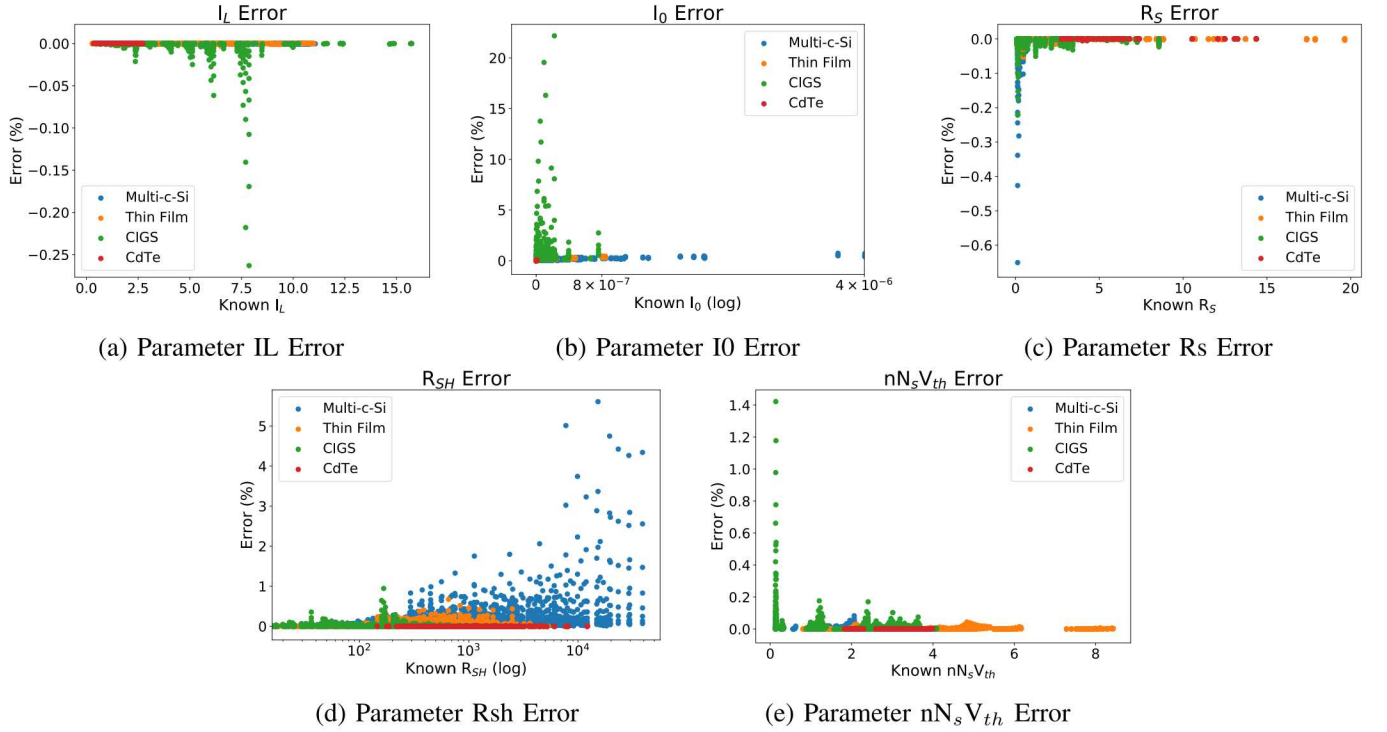 I_L Error
Error (%)
0.00
−0.05
−0.10
−0.15
−0.20
−0.25
Multi-c-Si
Thin Film
CIGS
CdTe
0.0 2.5 5.0 7.5 10.0 12.5 15.0
Known I_L
(a) Parameter IL Error
I_0 Error
Error (%)
20
15
10
5
0
Multi-c-Si
Thin Film
CIGS
CdTe
0 8 × 10⁻⁷ 4 × 10⁻⁶
Known I_0 (log)
(b) Parameter I0 Error
R_S Error
Error (%)
0.0
−0.1
−0.2
−0.3
−0.4
−0.5
−0.6
Multi-c-Si
Thin Film
CIGS
CdTe
0 5 10 15 20
Known R_S
(c) Parameter Rs Error
R_SH Error
Error (%)
5
4
3
2
1
0
Multi-c-Si
Thin Film
CIGS
CdTe
10² 10³ 10⁴
Known R_SH (log)
(d) Parameter Rsh Error
nN_sV_th Error
Error (%)
1.4
1.2
1.0
0.8
0.6
0.4
0.2
0.0
Multi-c-Si
Thin Film
CIGS
CdTe
0 2 4 6 8
Known nN_sV_th
(e) Parameter nN_sV_th Error